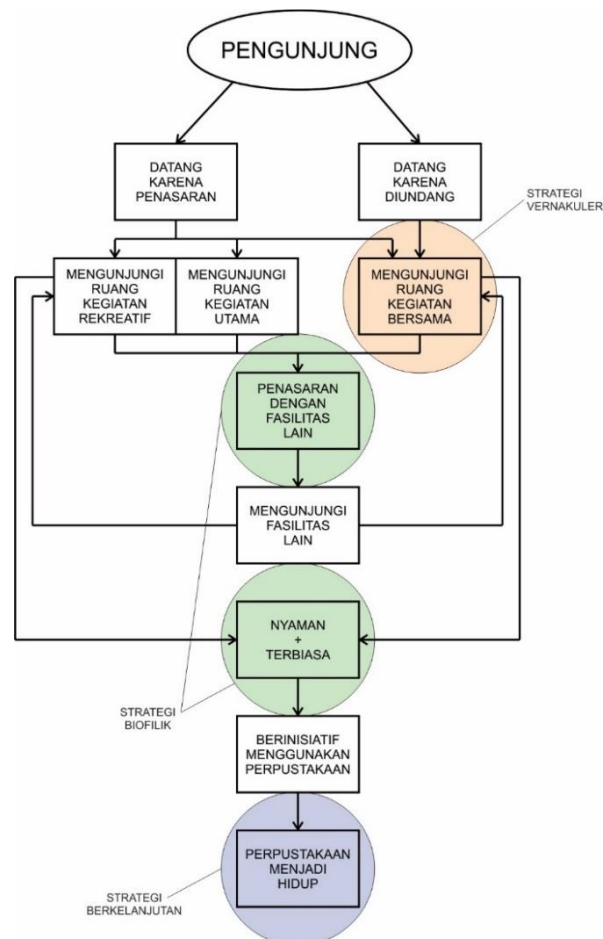 PENGUNJUNG
DATANG
KARENA
PENASARAN
DATANG
KARENA
DIUNDANG
STRATEGI
VERNAKULER
MENGUNJUNGI
RUANG
KEGIATAN
REKREATIF
MENGUNJUNGI
RUANG
KEGIATAN
UTAMA
MENGUNJUNGI
RUANG
KEGIATAN
BERSAMA
PENASARAN
DENGAN
FASILITAS
LAIN
MENGUNJUNGI
FASILITAS
LAIN
NYAMAN
+
TERBIASA
STRATEGI
BIOFILIK
BERINISIATIF
MENGGUNAKAN
PERPUSTAKAAN
PERPUSTAKAAN
MENJADI
HIDUP
STRATEGI
BERKELANJUTAN